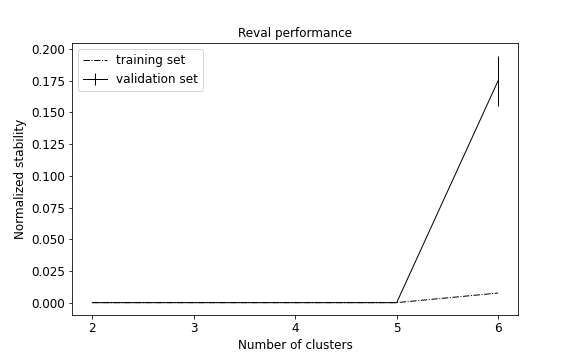 Reval performance
training set
validation set
Normalized stability
0.200
0.175
0.150
0.125
0.100
0.075
0.050
0.025
0.000
2 3 4 5 6
Number of clusters